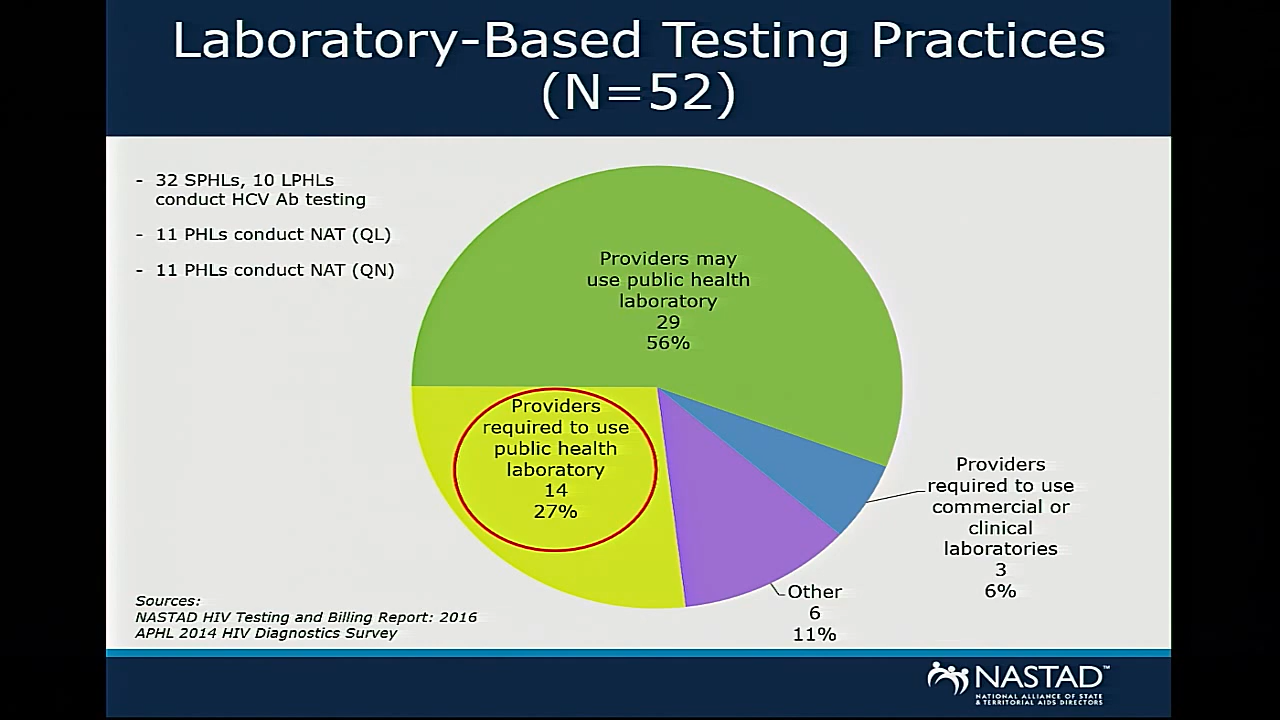 Laboratory-Based Testing Practices
(N=52)
- 32 SPHLs, 10 LPHLs
conduct HCV Ab testing
- 11 PHLs conduct NAT (QL)
- 11 PHLs conduct NAT (QN)
Providers may
use public health
laboratory
29
56%
Providers
required to use
public health
laboratory
14
27%
Providers
required to use
commercial or
clinical
laboratories
3
6%
Other
6
11%
Sources:
NASTAD HIV Testing and Billing Report: 2016
APHL 2014 HIV Diagnostics Survey
NASTAD™
NATIONAL ALLIANCE OF STATE
& TERRITORIAL AIDS DIRECTORS